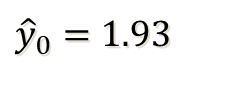 ŷ₀ = 1.93